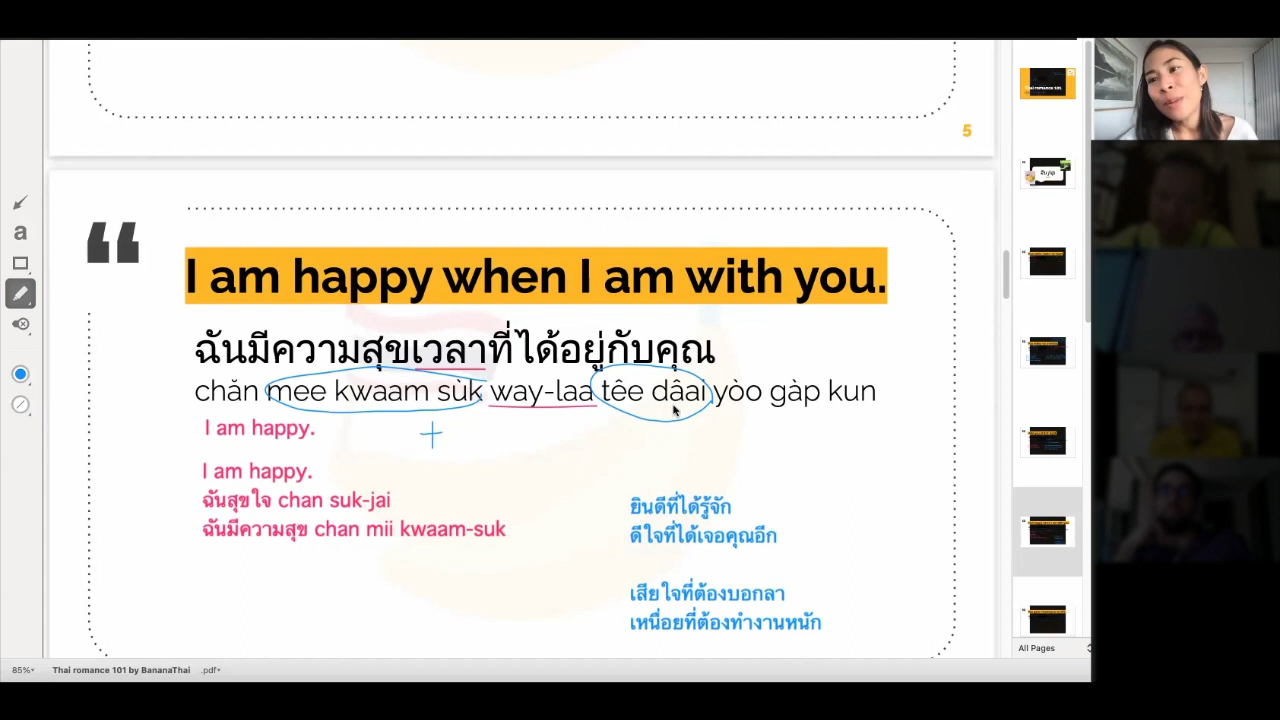 5
“
I am happy when I am with you.
ฉันมีความสุขเวลาที่ได้อยู่กับคุณ
chăn mee kwaam sùk way-laa têe dâai yòo gàp kun
I am happy.
I am happy.
ฉันสุขใจ chan suk-jai
ฉันมีความสุข chan mii kwaam-suk
ยินดีที่ได้รู้จัก
ดีใจที่ได้เจอคุณอีก
เสียใจที่ต้องบอกลา
เหนื่อยที่ต้องทำงานหนัก
a
All Pages
85% Thai romance 101 by BananaThai .pdf